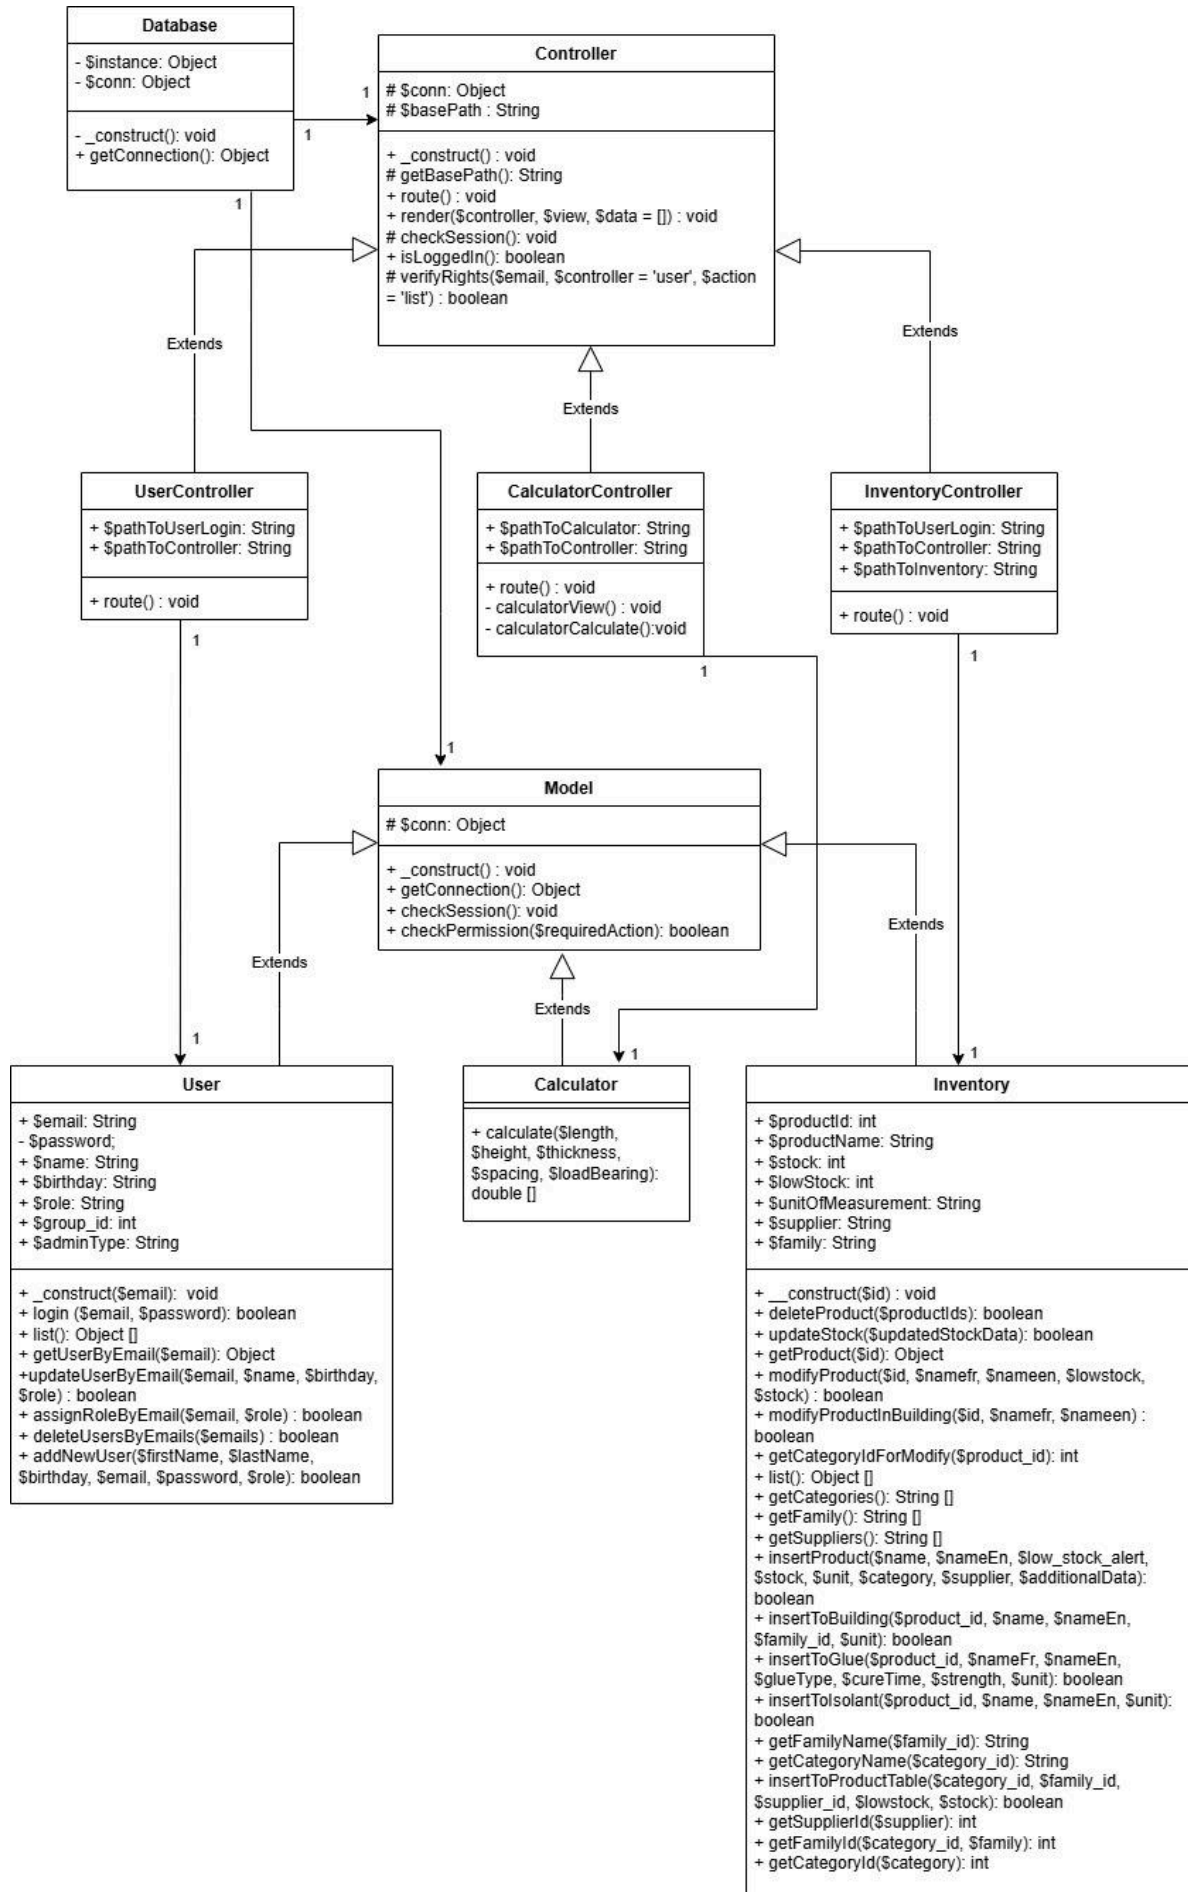 Database
- $instance: Object
- $conn: Object
- _construct(): void
+ getConnection(): Object
1
1
1
Controller
# $conn: Object
# $basePath : String
+ _construct() : void
# getBasePath(): String
+ route() : void
+ render($controller, $view, $data = []) : void
# checkSession(): void
+ isLoggedIn(): boolean
# verifyRights($email, $controller = 'user', $action
= 'list') : boolean
Extends
Extends
Extends
UserController
+ $pathToUserLogin: String
+ $pathToController: String
+ route() : void
1
CalculatorController
+ $pathToCalculator: String
+ $pathToController: String
+ route() : void
- calculatorView() : void
- calculatorCalculate():void
1
InventoryController
+ $pathToUserLogin: String
+ $pathToController: String
+ $pathToInventory: String
+ route() : void
1
1
Model
# $conn: Object
+ _construct() : void
+ getConnection(): Object
+ checkSession(): void
+ checkPermission($requiredAction): boolean
Extends
Extends
Extends
1
User
+ $email: String
- $password;
+ $name: String
+ $birthday: String
+ $role: String
+ $group_id: int
+ $adminType: String
+ _construct($email):  void
+ login ($email, $password): boolean
+ list(): Object []
+ getUserByEmail($email): Object
+updateUserByEmail($email, $name, $birthday,
$role) : boolean
+ assignRoleByEmail($email, $role) : boolean
+ deleteUsersByEmails($emails) : boolean
+ addNewUser($firstName, $lastName,
$birthday, $email, $password, $role): boolean
1
Calculator
+ calculate($length,
$height, $thickness,
$spacing, $loadBearing):
double []
1
Inventory
+ $productId: int
+ $productName: String
+ $stock: int
+ $lowStock: int
+ $unitOfMeasurement: String
+ $supplier: String
+ $family: String
+ __construct($id) : void
+ deleteProduct($productIds): boolean
+ updateStock($updatedStockData): boolean
+ getProduct($id): Object
+ modifyProduct($id, $namefr, $nameen, $lowstock,
$stock) : boolean
+ modifyProductInBuilding($id, $namefr, $nameen) :
boolean
+ getCategoryIdForModify($product_id): int
+ list(): Object []
+ getCategories(): String []
+ getFamily(): String []
+ getSuppliers(): String []
+ insertProduct($name, $nameEn, $low_stock_alert,
$stock, $unit, $category, $supplier, $additionalData):
boolean
+ insertToBuilding($product_id, $name, $nameEn,
$family_id, $unit): boolean
+ insertToGlue($product_id, $nameFr, $nameEn,
$glueType, $cureTime, $strength, $unit): boolean
+ insertToIsolant($product_id, $name, $nameEn, $unit):
boolean
+ getFamilyName($family_id): String
+ getCategoryName($category_id): String
+ insertToProductTable($category_id, $family_id,
$supplier_id, $lowstock, $stock): boolean
+ getSupplierId($supplier): int
+ getFamilyId($category_id, $family): int
+ getCategoryId($category): int